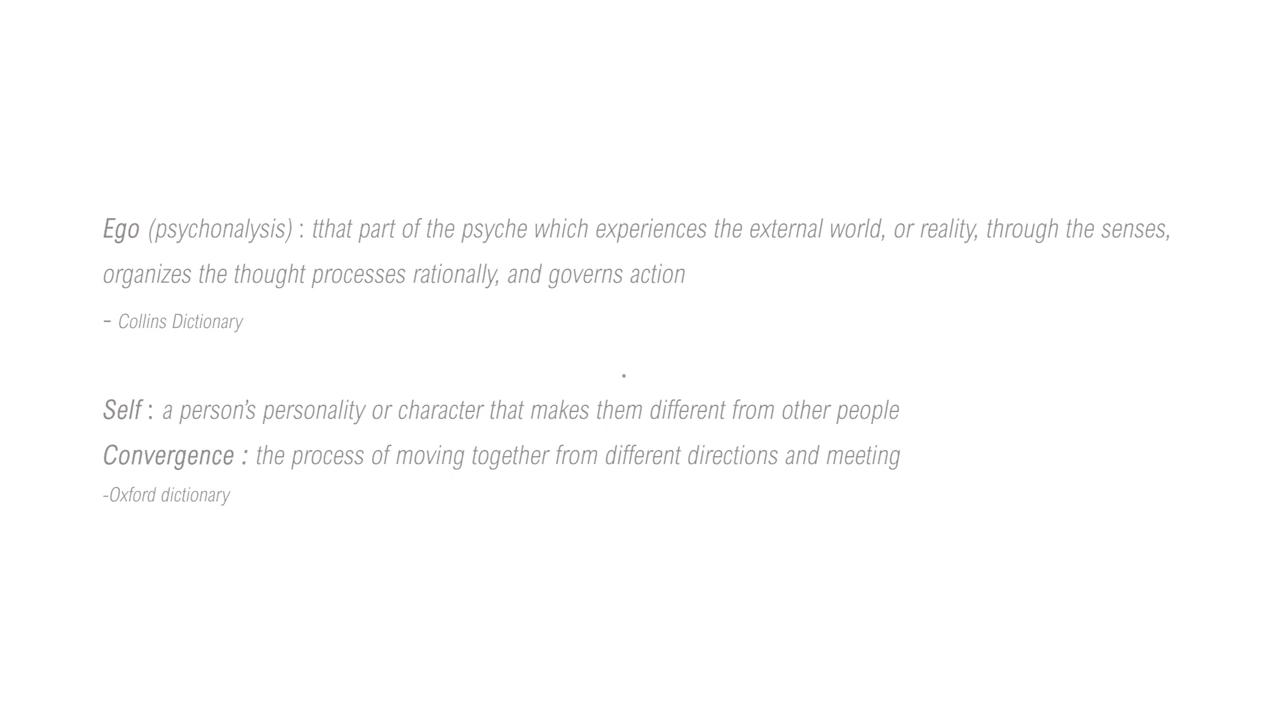 Ego (psychonalysis) : tthat part of the psyche which experiences the external world, or reality, through the senses,
organizes the thought processes rationally, and governs action
- Collins Dictionary
.
Self : a person’s personality or character that makes them different from other people
Convergence : the process of moving together from different directions and meeting
-Oxford dictionary